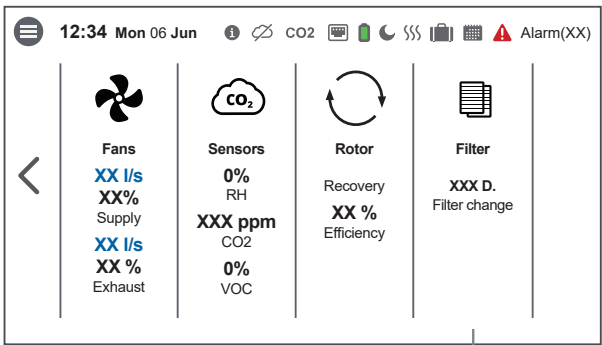 12:34 Mon 06 Jun CO2 Alarm(XX)
CO₂
Fans
XX l/s
XX%
Supply
XX l/s
XX %
Exhaust
Sensors
0%
RH
XXX ppm
CO2
0%
VOC
Rotor
Recovery
XX %
Efficiency
Filter
XXX D.
Filter change